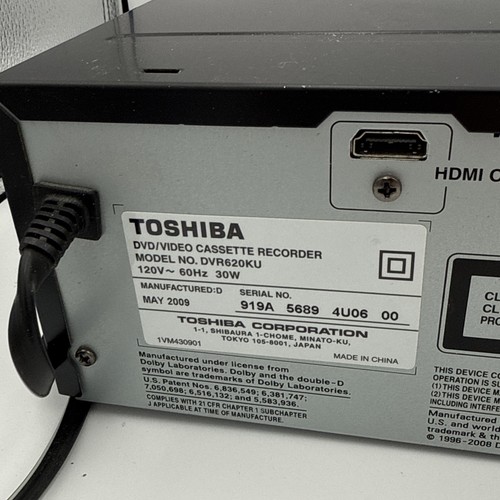 HDMI
TOSHIBA
DVD/VIDEO CASSETTE RECORDER
MODEL NO. DVR620KU
120V~ 60Hz 30W
MANUFACTURED:D SERIAL NO.
MAY 2009 919A 5689 4U06 00
TOSHIBA CORPORATION
1-1, SHIBAURA 1-CHOME, MINATO-KU,
TOKYO 105-8001, JAPAN
1VM430901 MADE IN CHINA
Manufactured under license from
Dolby Laboratories. Dolby and the double-D
symbol are trademarks of Dolby Laboratories.
U.S. Patent Nos. 6,836,549; 6,381,747;
7,050,698; 6,516,132; and 5,583,936.
COMPLIES WITH 21 CFR CHAPTER 1 SUBCHAPTER
J APPLICABLE AT TIME OF MANUFACTURE.
THIS DEVICE
OPERATION IS
(1) THIS DEVICE
(2) THIS DEVICE
INCLUDING
Manufactured
U.S. and
trademark & 
© 1996-2008